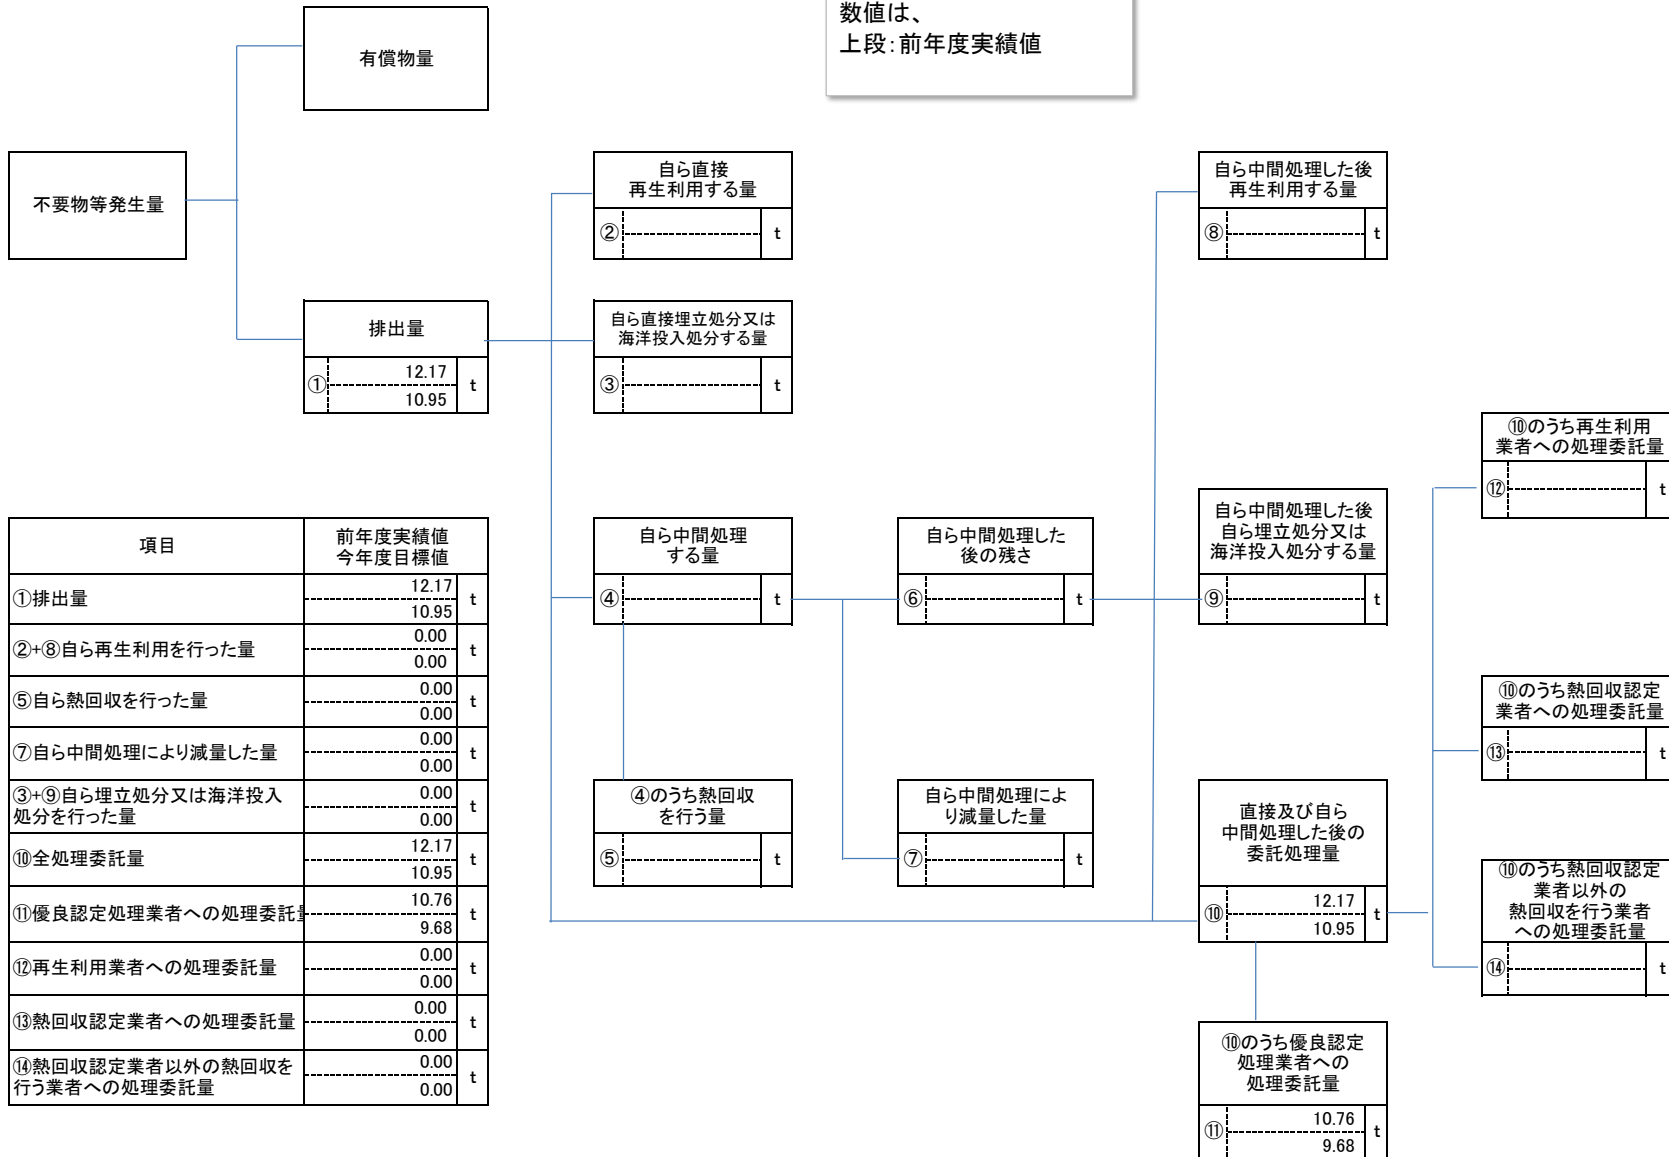 数値は、
上段：前年度実績値
有償物量
不要物等発生量
自ら直接
再生利用する量
② t
自ら中間処理した後
再生利用する量
⑧ t
排出量
① 12.17 t
10.95
自ら直接埋立処分又は
海洋投入処分する量
③ t
⑩のうち再生利用
業者への処理委託量
⑫ t
自ら中間処理
する量
④ t
自ら中間処理した
後の残さ
⑥ t
自ら中間処理した後
自ら埋立処分又は
海洋投入処分する量
⑨ t
⑩のうち熱回収認定
業者への処理委託量
⑬ t
④のうち熱回収
を行う量
⑤ t
自ら中間処理によ
り減量した量
⑦ t
直接及び自ら
中間処理した後の
委託処理量
⑩ 12.17 t
10.95
⑩のうち熱回収認定
業者以外の
熱回収を行う業者
への処理委託量
⑭ t
⑩のうち優良認定
処理業者への
処理委託量
⑪ 10.76 t
9.68
項目 前年度実績値
今年度目標値
①排出量 12.17 t
10.95
②+⑧自ら再生利用を行った量 0.00 t
0.00
⑤自ら熱回収を行った量 0.00 t
0.00
⑦自ら中間処理により減量した量 0.00 t
0.00
③+⑨自ら埋立処分又は海洋投入
処分を行った量 0.00 t
0.00
⑩全処理委託量 12.17 t
10.95
⑪優良認定処理業者への処理委託 10.76 t
9.68
⑫再生利用業者への処理委託量 0.00 t
0.00
⑬熱回収認定業者への処理委託量 0.00 t
0.00
⑭熱回収認定業者以外の熱回収を
行う業者への処理委託量 0.00 t
0.00